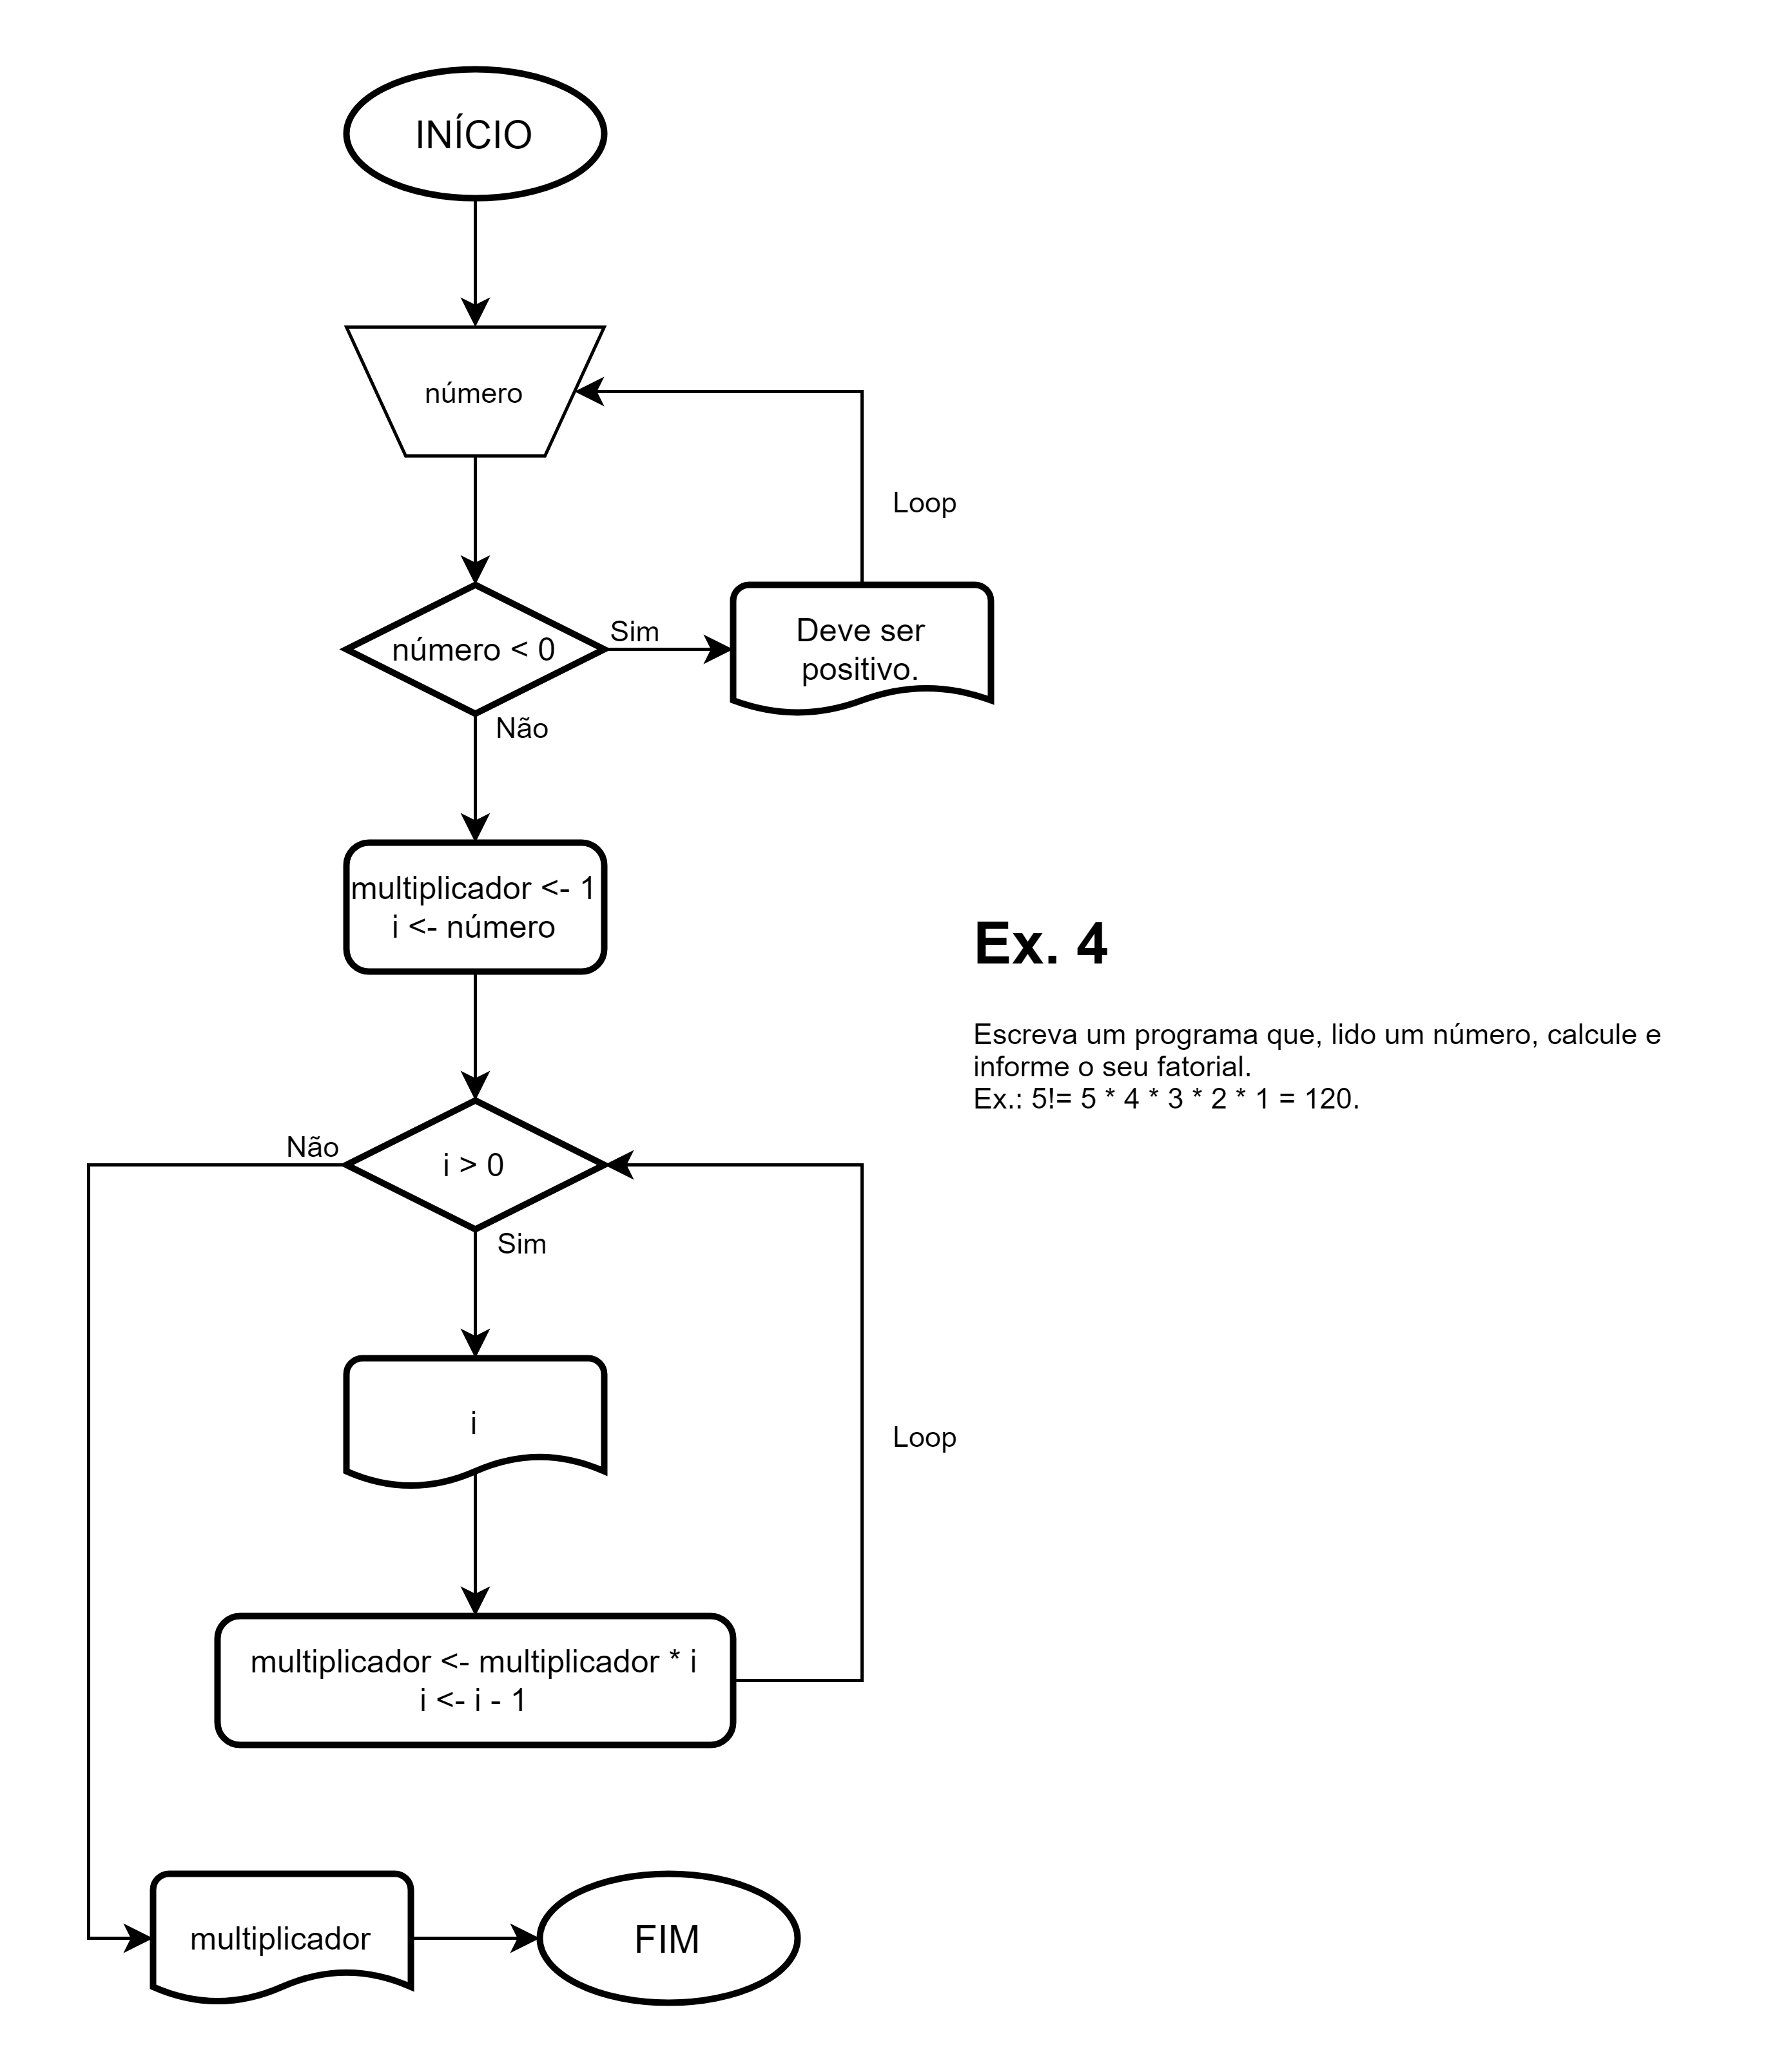 INÍCIO
número
Loop
número < 0
Sim
Deve ser
positivo.
Não
multiplicador <- 1
i <- número
Ex. 4
Escreva um programa que, lido um número, calcule e
informe o seu fatorial.
Ex.: 5!= 5 * 4 * 3 * 2 * 1 = 120.
Não
i > 0
Sim
i
Loop
multiplicador <- multiplicador * i
i <- i - 1
multiplicador
FIM